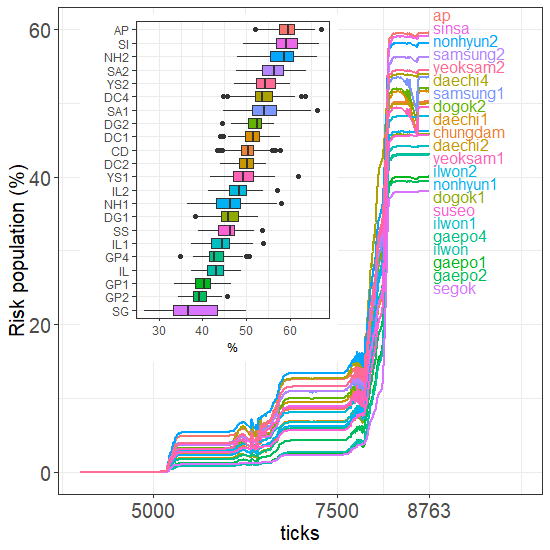 60
40
20
0
Risk population (%)
5000
7500
8763
ticks
AP
SI
NH2
SA2
YS2
DC4
SA1
DG2
DC1
CD
DC2
YS1
IL2
NH1
DG1
SS
IL1
GP4
IL
GP1
GP2
SG
30
40
50
60
%
ap
sinsa
nonhyun2
samsung2
yeoksam2
daechi4
samsung1
dogok2
daechi1
chungdam
daechi2
yeoksam1
ilwon2
nonhyun1
dogok1
suseo
ilwon1
gaepo4
ilwon
gaepo1
gaepo2
segok